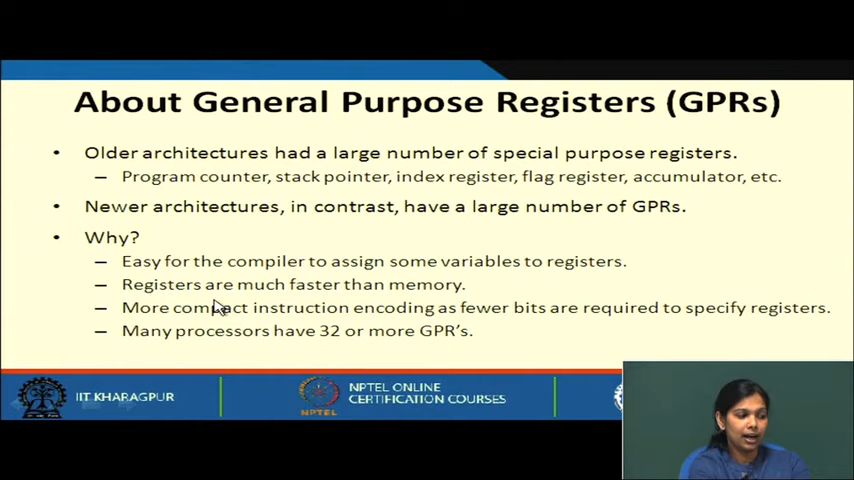 About General Purpose Registers (GPRs)
• Older architectures had a large number of special purpose registers.
– Program counter, stack pointer, index register, flag register, accumulator, etc.
• Newer architectures, in contrast, have a large number of GPRs.
• Why?
– Easy for the compiler to assign some variables to registers.
– Registers are much faster than memory.
– More compact instruction encoding as fewer bits are required to specify registers.
– Many processors have 32 or more GPR's.
IIT KHARAGPUR
NPTEL
NPTEL ONLINE
CERTIFICATION COURSES